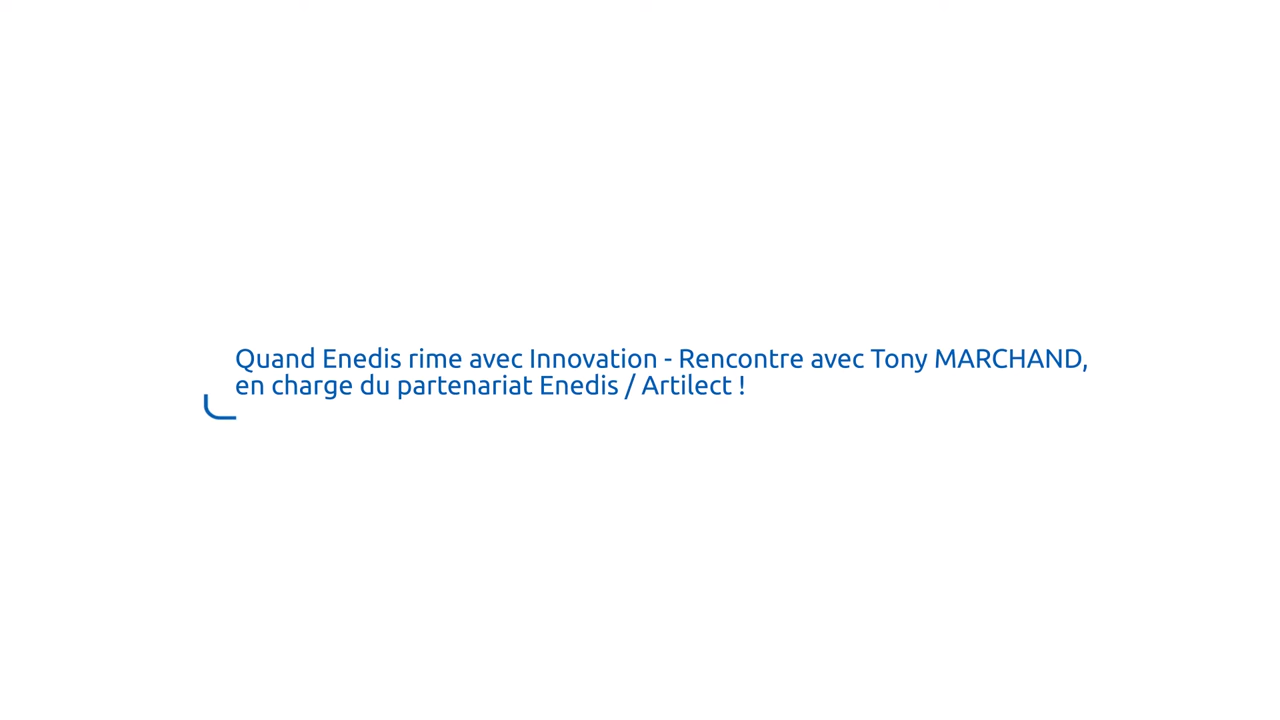 Quand Enedis rime avec Innovation - Rencontre avec Tony MARCHAND,
en charge du partenariat Enedis / Artilect !